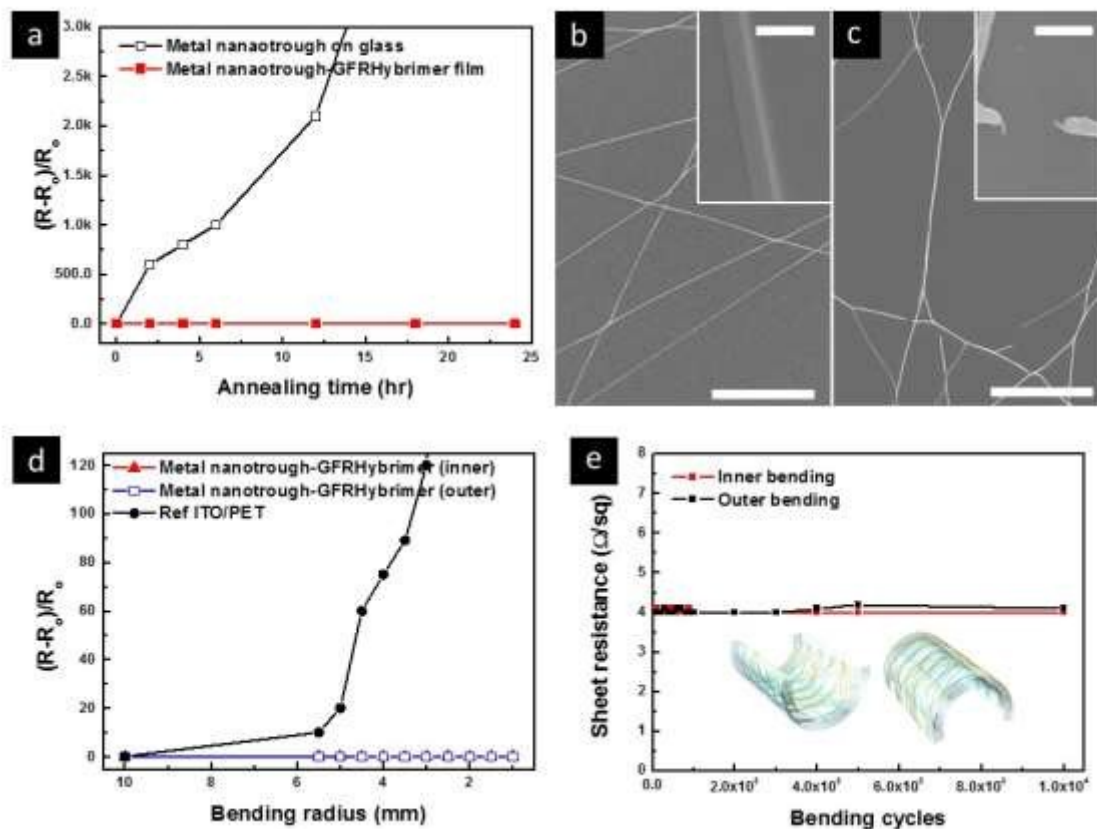 a
3.0k
2.5k
2.0k
1.5k
1.0k
500.0
0.0
(R-R₀)/R₀
Metal nanaotrough on glass
Metal nanaotrough-GFRHybrimer film
0 5 10 15 20 25
Annealing time (hr)
b
c
d
120
100
80
60
40
20
0
(R-R₀)/R₀
Metal nanotrough-GFRHybrimer (inner)
Metal nanotrough-GFRHybrimer (outer)
Ref ITO/PET
10 8 6 4 2
Bending radius (mm)
e
8
7
6
5
4
3
2
1
0
Sheet resistance (Ω/sq)
Inner bending
Outer bending
0.0 2.0x10³ 4.0x10³ 6.0x10³ 8.0x10³ 1.0x10⁴
Bending cycles